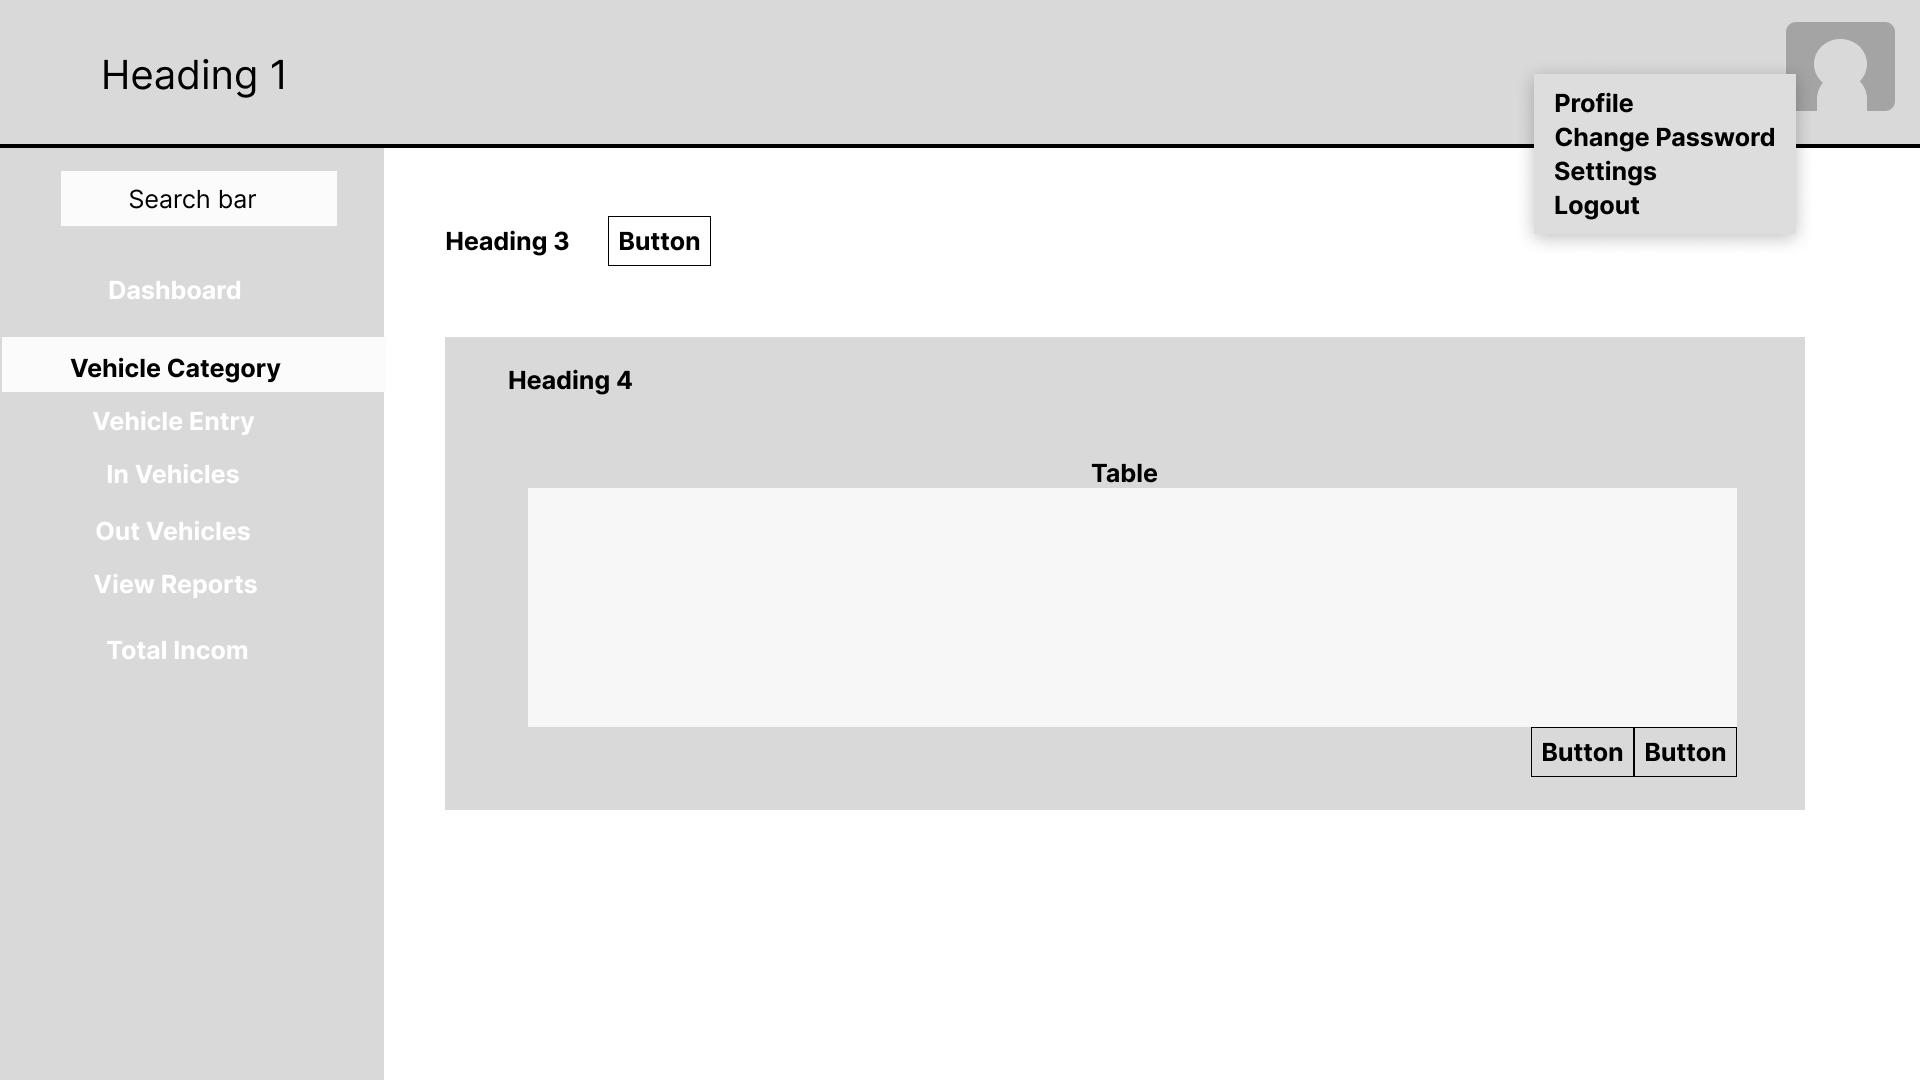 Heading 1
Profile
Change Password
Settings
Logout
Search bar
Dashboard
Vehicle Category
Vehicle Entry
In Vehicles
Out Vehicles
View Reports
Total Incom
Heading 3
Button
Heading 4
Table
Button Button